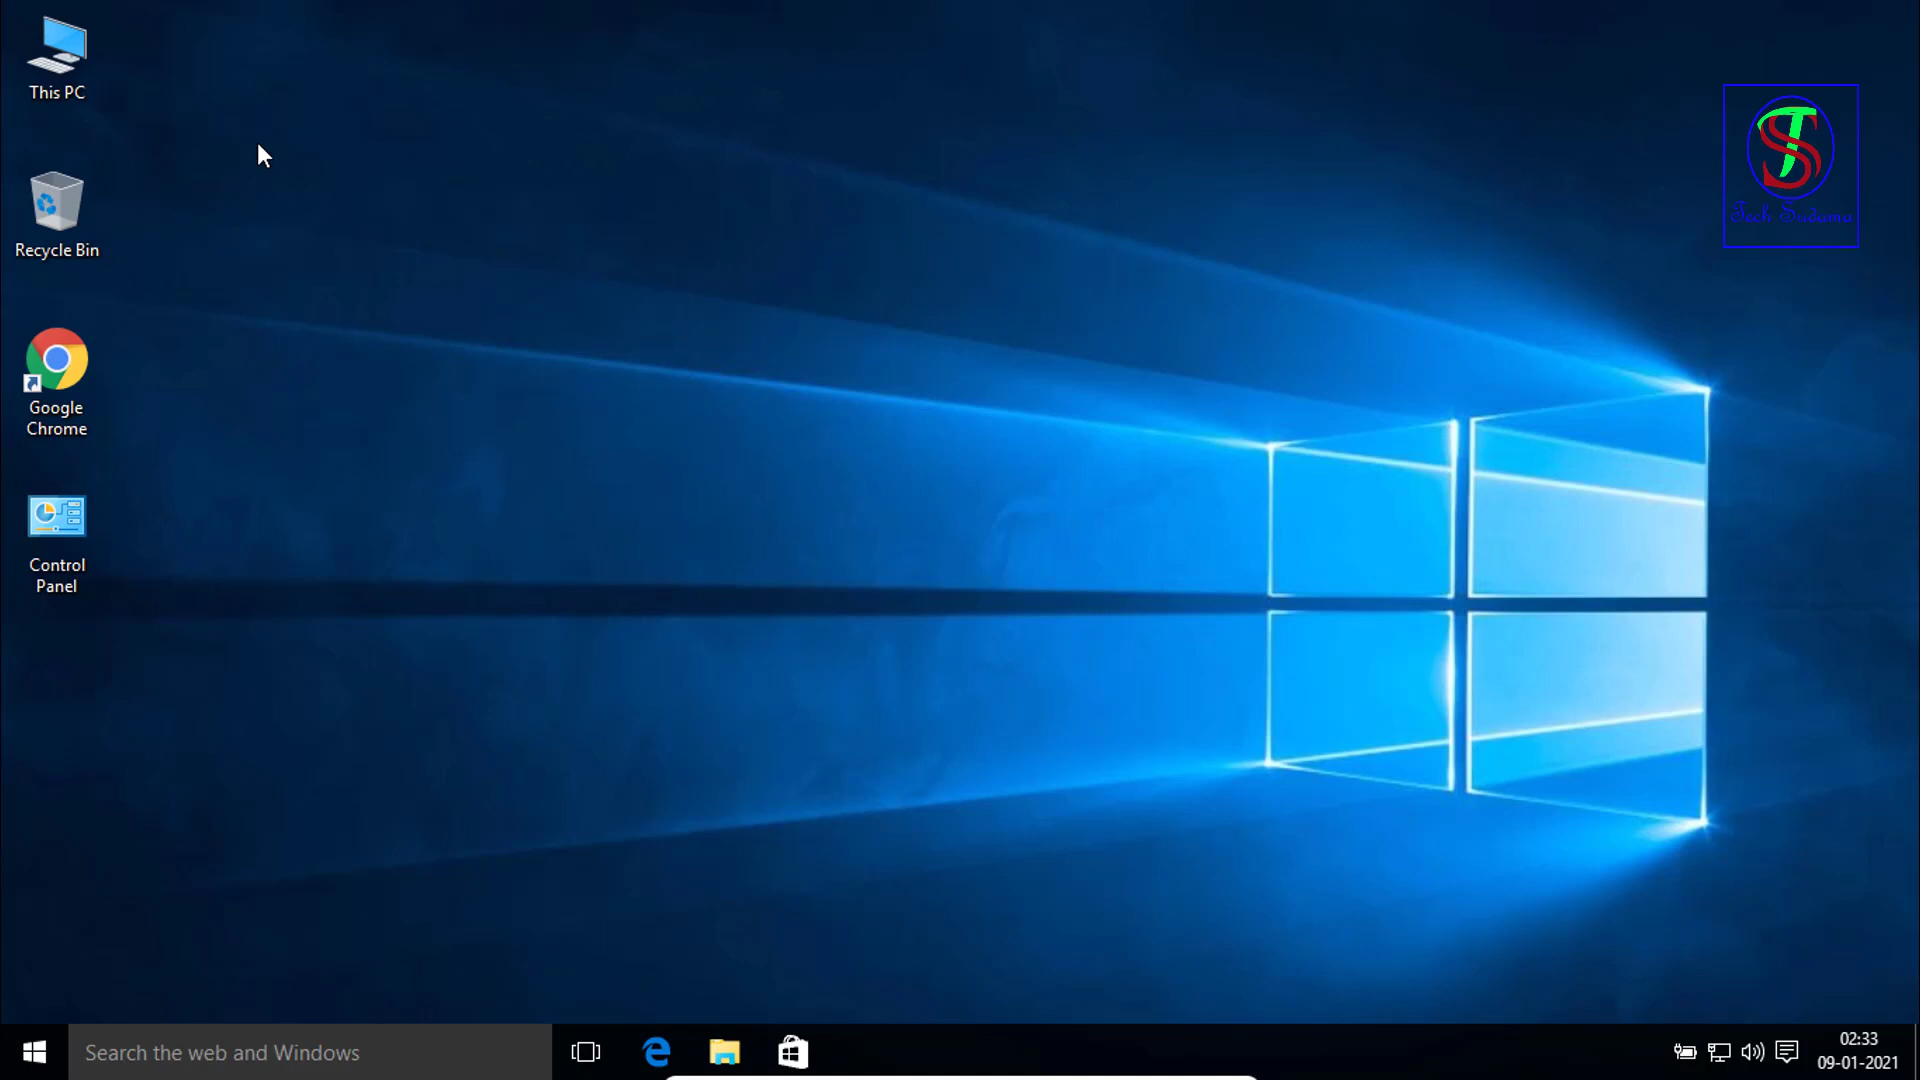 This PC
Recycle Bin
Google
Chrome
Control
Panel
TS
Tech Sudama
Search the web and Windows
02:33
09-01-2021